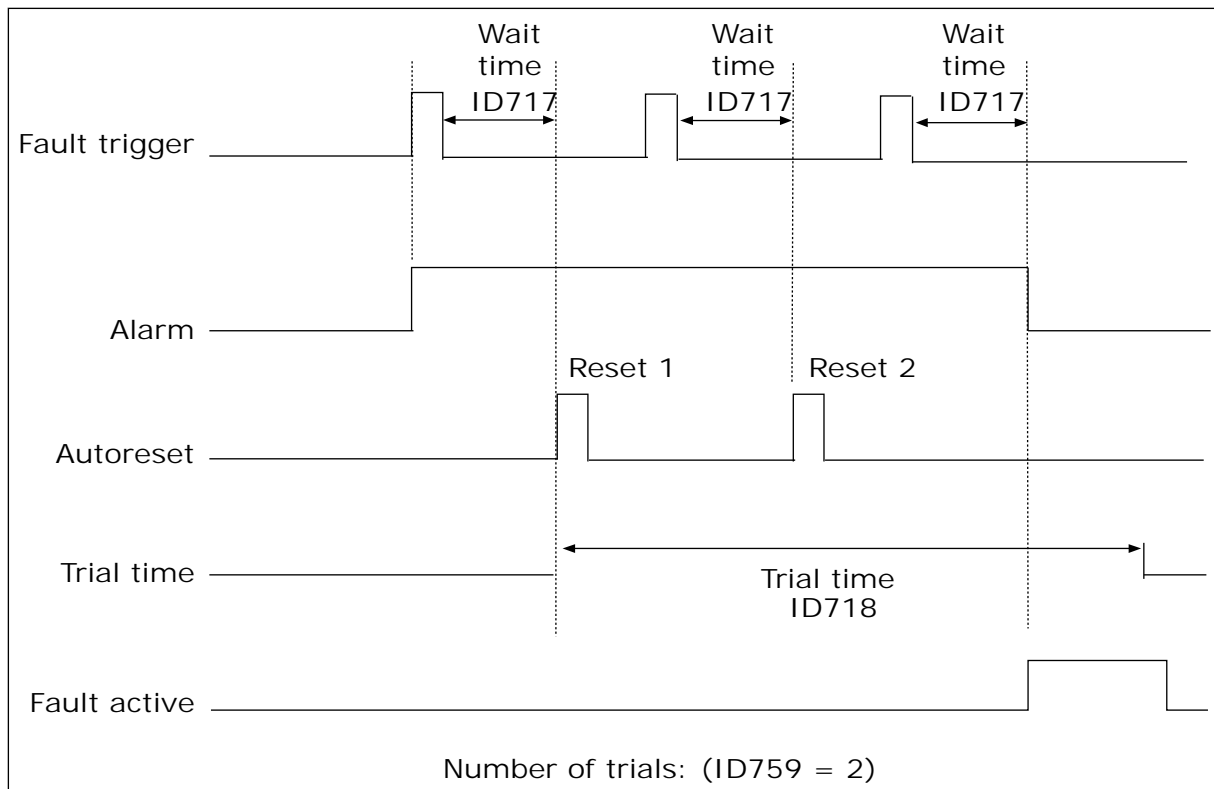 Wait
time
ID717
Wait
time
ID717
Wait
time
ID717
Fault trigger
Alarm
Reset 1
Reset 2
Autoreset
Trial time
Trial time
ID718
Fault active
Number of trials: (ID759 = 2)